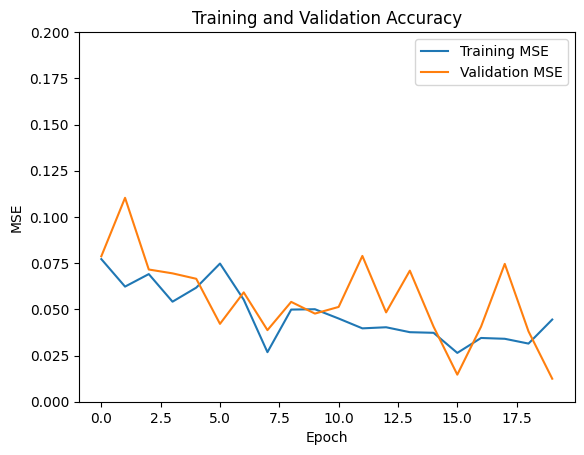 Training and Validation Accuracy
0.200
0.175
0.150
0.125
0.100
0.075
0.050
0.025
0.000
MSE
Training MSE
Validation MSE
0.0 2.5 5.0 7.5 10.0 12.5 15.0 17.5
Epoch